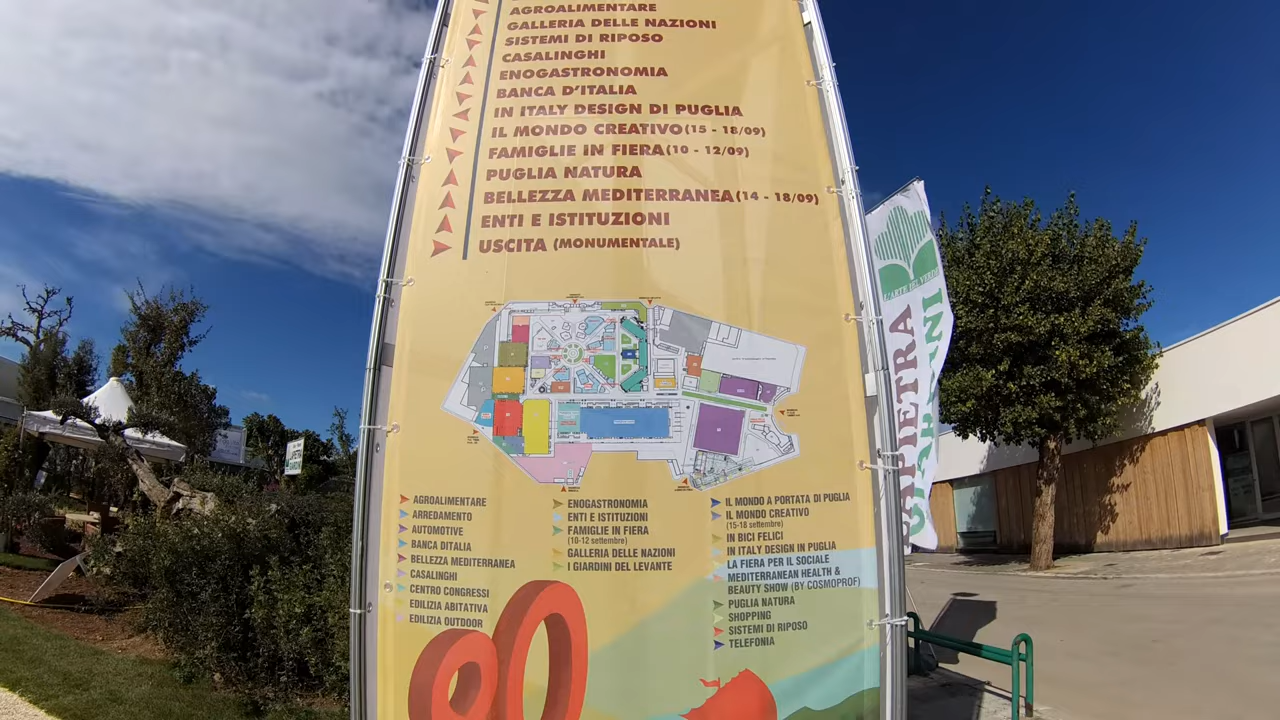 AGROALIMENTARE
GALLERIA DELLE NAZIONI
SISTEMI DI RIPOSO
CASALINGHI
ENOGASTRONOMIA
BANCA D'ITALIA
IN ITALY DESIGN DI PUGLIA
IL MONDO CREATIVO (15 - 18/09)
FAMIGLIE IN FIERA (10 - 12/09)
PUGLIA NATURA
BELLEZZA MEDITERRANEA (14 - 18/09)
ENTI E ISTITUZIONI
USCITA (MONUMENTALE)
AGROALIMENTARE
ARREDAMENTO
AUTOMOTIVE
BANCA D'ITALIA
BELLEZZA MEDITERRANEA
CASALINGHI
CENTRO CONGRESSI
EDILIZIA ABITATIVA
EDILIZIA OUTDOOR
ENOGASTRONOMIA
ENTI E ISTITUZIONI
FAMIGLIE IN FIERA
(10-12 settembre)
GALLERIA DELLE NAZIONI
I GIARDINI DEL LEVANTE
IL MONDO A PORTATA DI PUGLIA
IL MONDO CREATIVO
(15-18 settembre)
IN BICI FELICI
IN ITALY DESIGN IN PUGLIA
LA FIERA PER IL SOCIALE
MEDITERRANEAN HEALTH &
BEAUTY SHOW (BY COSMOPROF)
PUGLIA NATURA
SHOPPING
SISTEMI DI RIPOSO
TELEFONIA
80
L'ARTE DEL VERDE